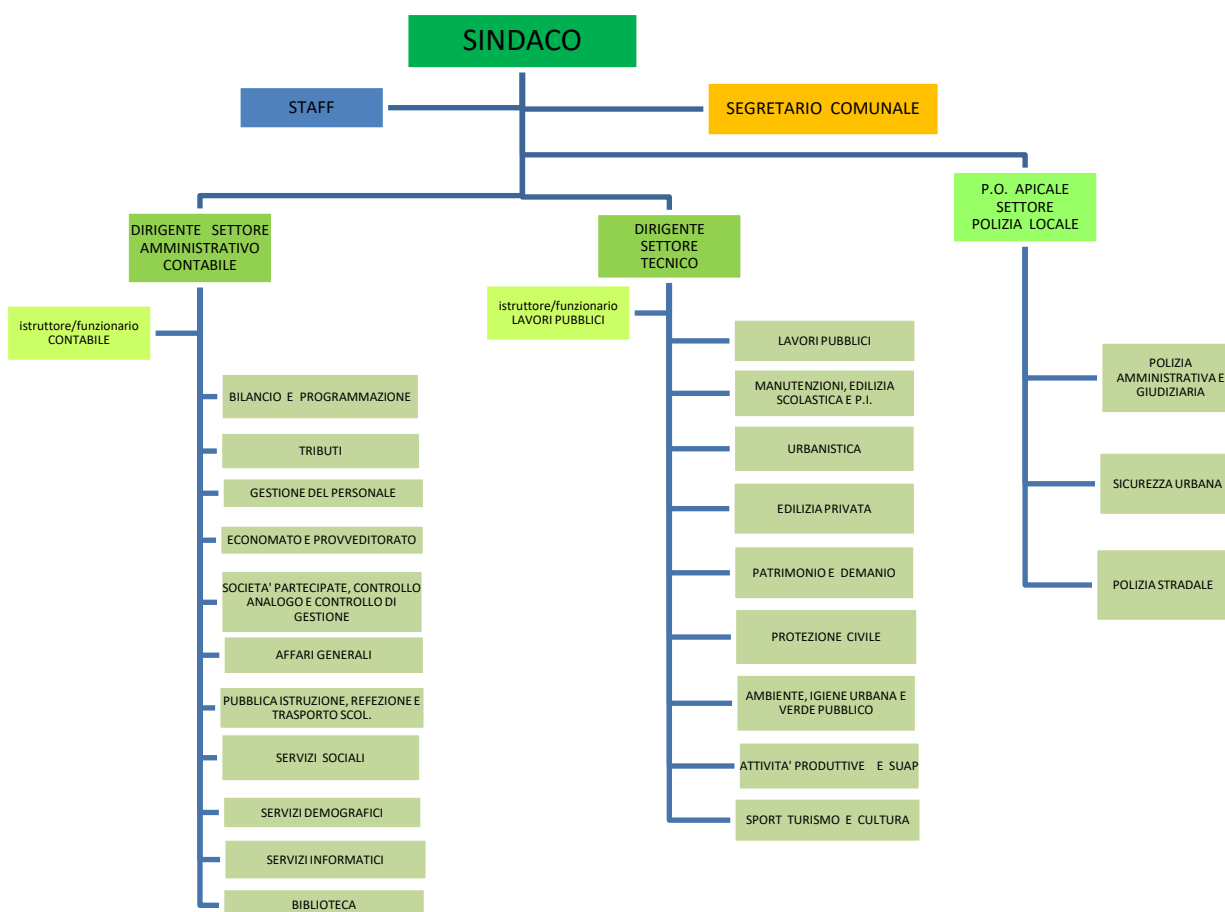 SINDACO
STAFF
SEGRETARIO COMUNALE
P.O. APICALE
SETTORE
POLIZIA LOCALE
DIRIGENTE SETTORE
AMMINISTRATIVO
CONTABILE
DIRIGENTE
SETTORE
TECNICO
istruttore/funzionario
CONTABILE
istruttore/funzionario
LAVORI PUBBLICI
BILANCIO E PROGRAMMAZIONE
TRIBUTI
GESTIONE DEL PERSONALE
ECONOMATO E PROVVEDITORATO
SOCIETA' PARTECIPATE, CONTROLLO
ANALOGO E CONTROLLO DI
GESTIONE
AFFARI GENERALI
PUBBLICA ISTRUZIONE, REFEZIONE E
TRASPORTO SCOL.
SERVIZI SOCIALI
SERVIZI DEMOGRAFICI
SERVIZI INFORMATICI
BIBLIOTECA
LAVORI PUBBLICI
MANUTENZIONI, EDILIZIA
SCOLASTICA E P.I.
URBANISTICA
EDILIZIA PRIVATA
PATRIMONIO E DEMANIO
PROTEZIONE CIVILE
AMBIENTE, IGIENE URBANA E
VERDE PUBBLICO
ATTIVITA' PRODUTTIVE E SUAP
SPORT TURISMO E CULTURA
POLIZIA
AMMINISTRATIVA E
GIUDIZIARIA
SICUREZZA URBANA
POLIZIA STRADALE